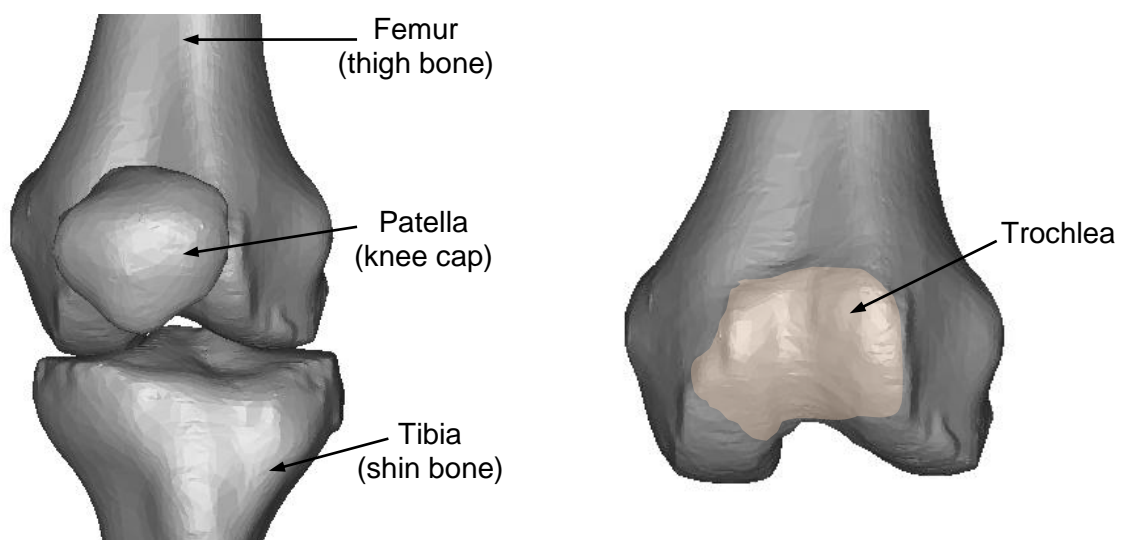 Femur
(thigh bone)
Patella
(knee cap)
Trochlea
Tibia
(shin bone)